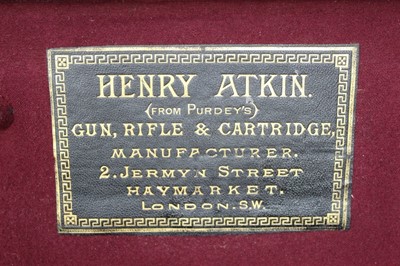 HENRY ATKIN.
(FROM PURDEY'S)
GUN, RIFLE & CARTRIDGE,
MANUFACTURER.
2. JERMYN STREET
HAYMARKET.
LONDON. S.W.